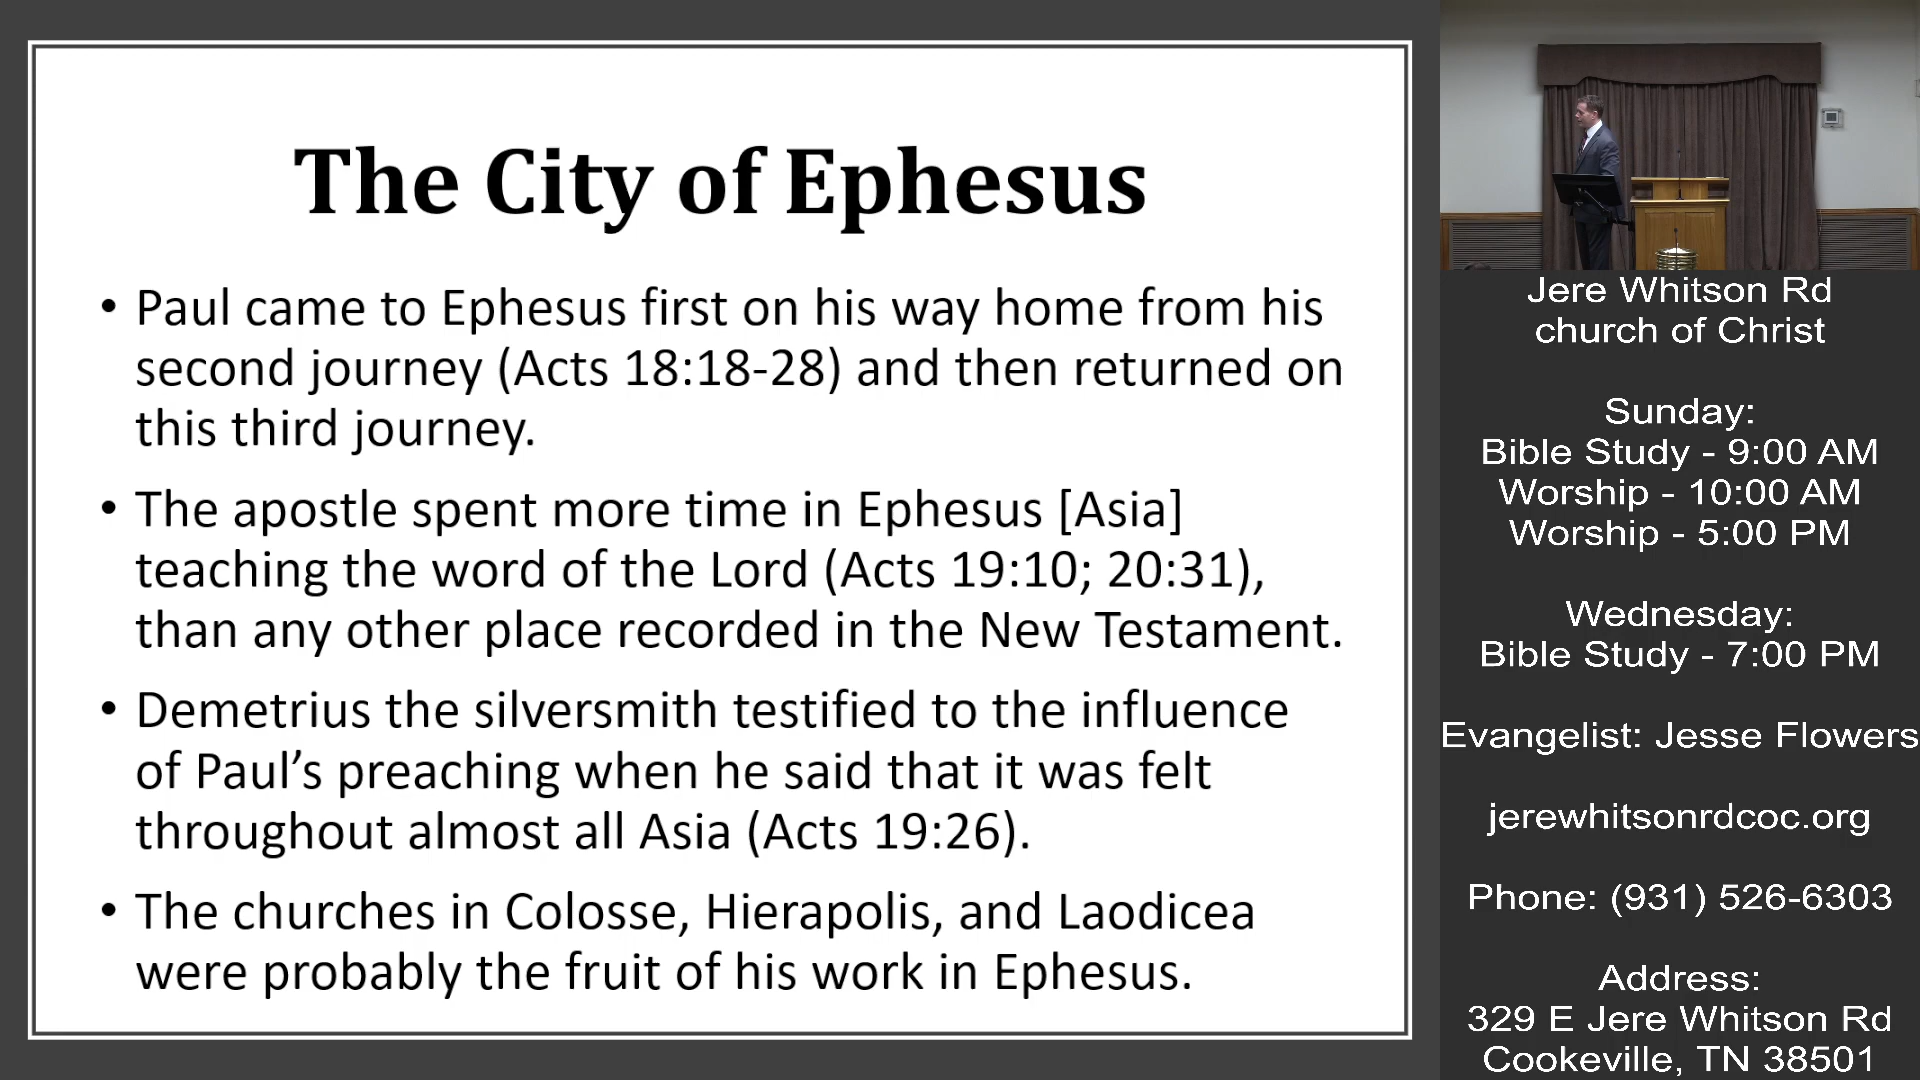 The City of Ephesus
• Paul came to Ephesus first on his way home from his
second journey (Acts 18:18-28) and then returned on
this third journey.
• The apostle spent more time in Ephesus [Asia]
teaching the word of the Lord (Acts 19:10; 20:31),
than any other place recorded in the New Testament.
• Demetrius the silversmith testified to the influence
of Paul’s preaching when he said that it was felt
throughout almost all Asia (Acts 19:26).
• The churches in Colosse, Hierapolis, and Laodicea
were probably the fruit of his work in Ephesus.
Jere Whitson Rd
church of Christ
Sunday:
Bible Study - 9:00 AM
Worship - 10:00 AM
Worship - 5:00 PM
Wednesday:
Bible Study - 7:00 PM
Evangelist: Jesse Flowers
jerewhitsonrdcoc.org
Phone: (931) 526-6303
Address:
329 E Jere Whitson Rd
Cookeville, TN 38501